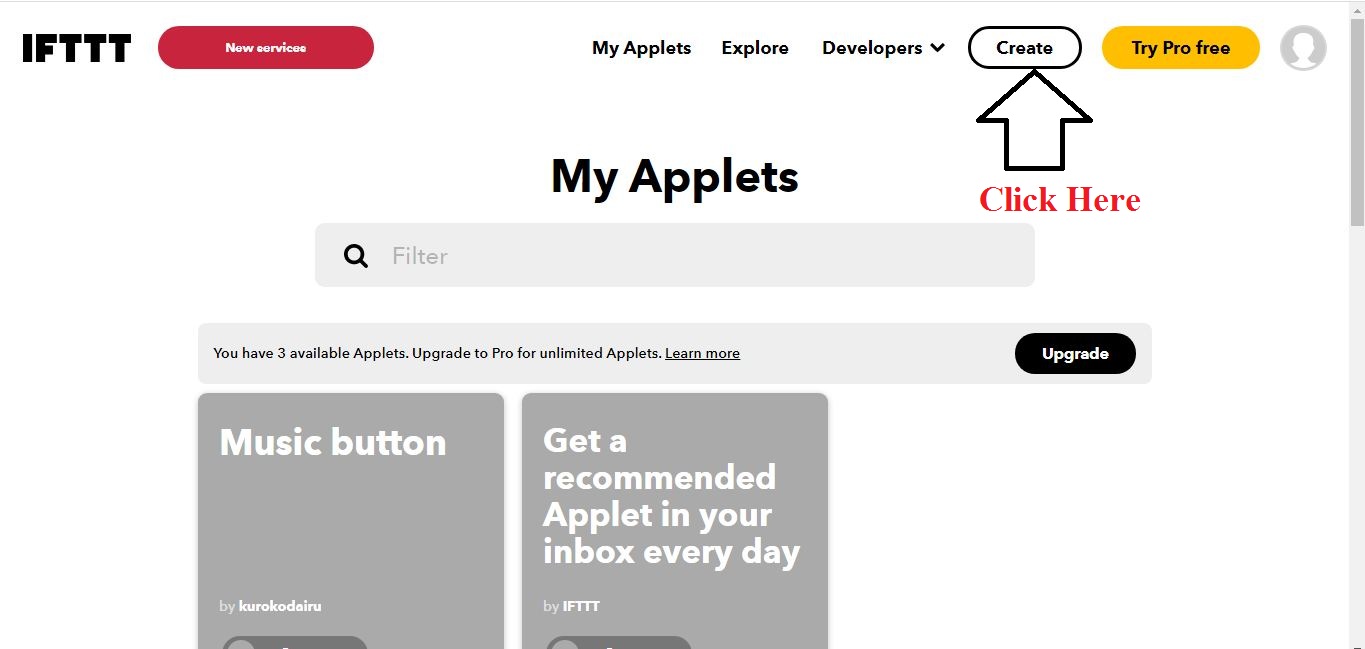 IFTTT
New services
My Applets
Explore
Developers
Create
Try Pro free
Click Here
My Applets
Filter
You have 3 available Applets. Upgrade to Pro for unlimited Applets. Learn more
Upgrade
Music button
by kurokodairu
Get a
recommended
Applet in your
inbox every day
by IFTTT